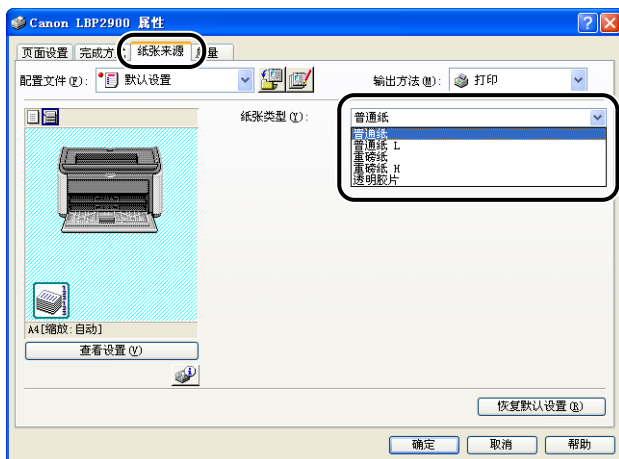 Canon LBP2900 属性
页面设置 完成方 纸张来源 量
配置文件(F): 默认设置 输出方法(M): 打印
纸张类型(Y): 普通纸
普通纸
普通纸 L
重磅纸
重磅纸 H
透明胶片
A4[缩放:自动]
查看设置(V)
恢复默认设置(R)
确定 取消 帮助